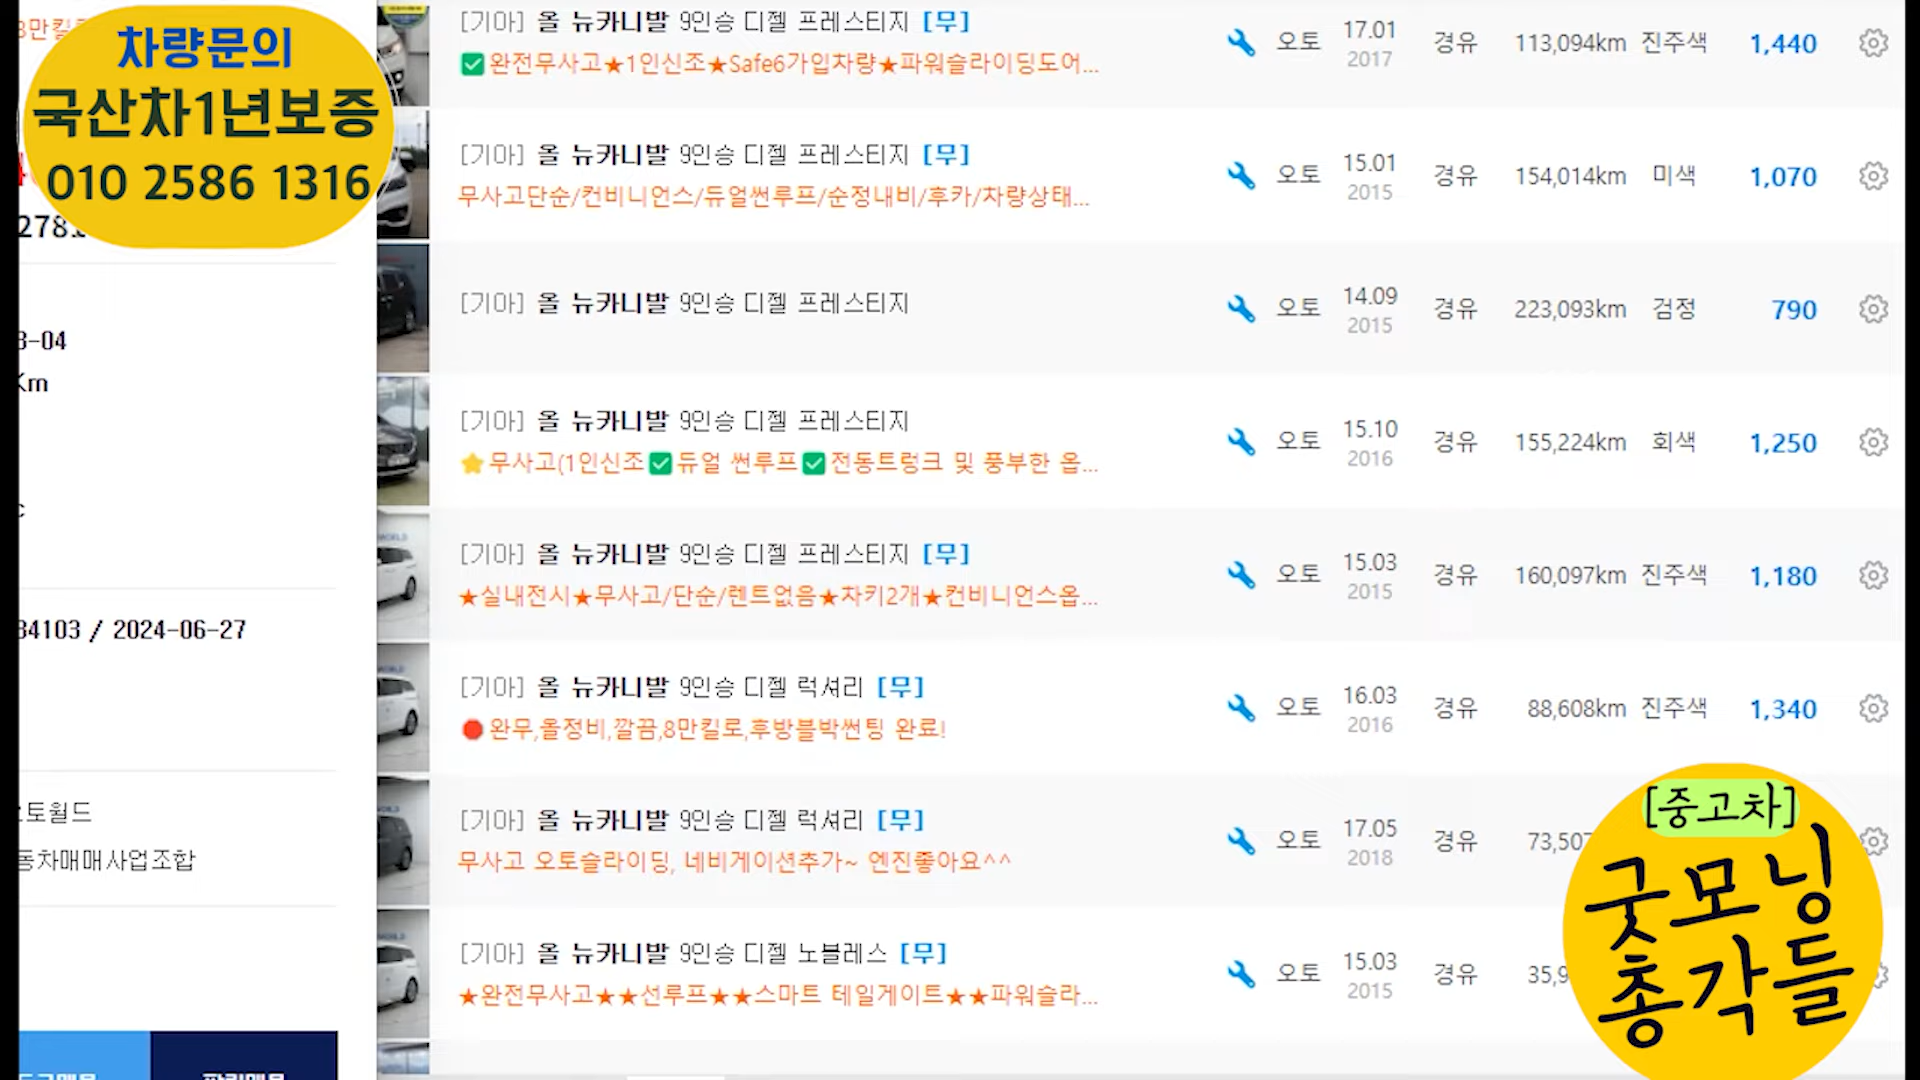 차량문의
국산차1년보증
010 2586 1316
278.
3-04
Km
84103 / 2024-06-27
토월드
동차매매사업조합
[기아] 올 뉴카니발 9인승 디젤 프레스티지 [무]
✅완전무사고★1인신조★Safe6가입차량★파워슬라이딩도어...
오토 17.01 2017 경유 113,094km 진주색 1,440
[기아] 올 뉴카니발 9인승 디젤 프레스티지 [무]
무사고단순/컨비니언스/듀얼썬루프/순정내비/후카/차량상태...
오토 15.01 2015 경유 154,014km 미색 1,070
[기아] 올 뉴카니발 9인승 디젤 프레스티지
오토 14.09 2015 경유 223,093km 검정 790
[기아] 올 뉴카니발 9인승 디젤 프레스티지
⭐무사고(1인신조✅듀얼 썬루프✅전동트렁크 및 풍부한 옵...
오토 15.10 2016 경유 155,224km 회색 1,250
[기아] 올 뉴카니발 9인승 디젤 프레스티지 [무]
★실내전시★무사고/단순/렌트없음★차키2개★컨비니언스옵...
오토 15.03 2015 경유 160,097km 진주색 1,180
[기아] 올 뉴카니발 9인승 디젤 럭셔리 [무]
🔴완무,올정비,깔끔,8만킬로,후방블박썬팅 완료!
오토 16.03 2016 경유 88,608km 진주색 1,340
[기아] 올 뉴카니발 9인승 디젤 럭셔리 [무]
무사고 오토슬라이딩, 네비게이션추가~ 엔진좋아요^^
오토 17.05 2018 경유 73,507
[기아] 올 뉴카니발 9인승 디젤 노블레스 [무]
★완전무사고★★선루프★★스마트 테일게이트★★파워슬라...
오토 15.03 2015 경유 35,9
[중고차]
굿모닝
총각들